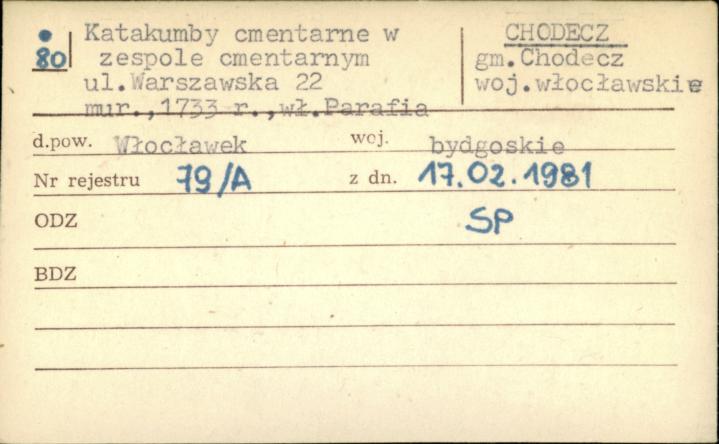 80 Katakumby cmentarne w
zespole cmentarnym
ul.Warszawska 22
mur.,1733 r.,wł.Parafia
CHODECZ
gm.Chodecz
woj.włocławskie
d.pow. Włocławek woj. bydgoskie
Nr rejestru 79/A z dn. 17.02.1981
ODZ SP
BDZ